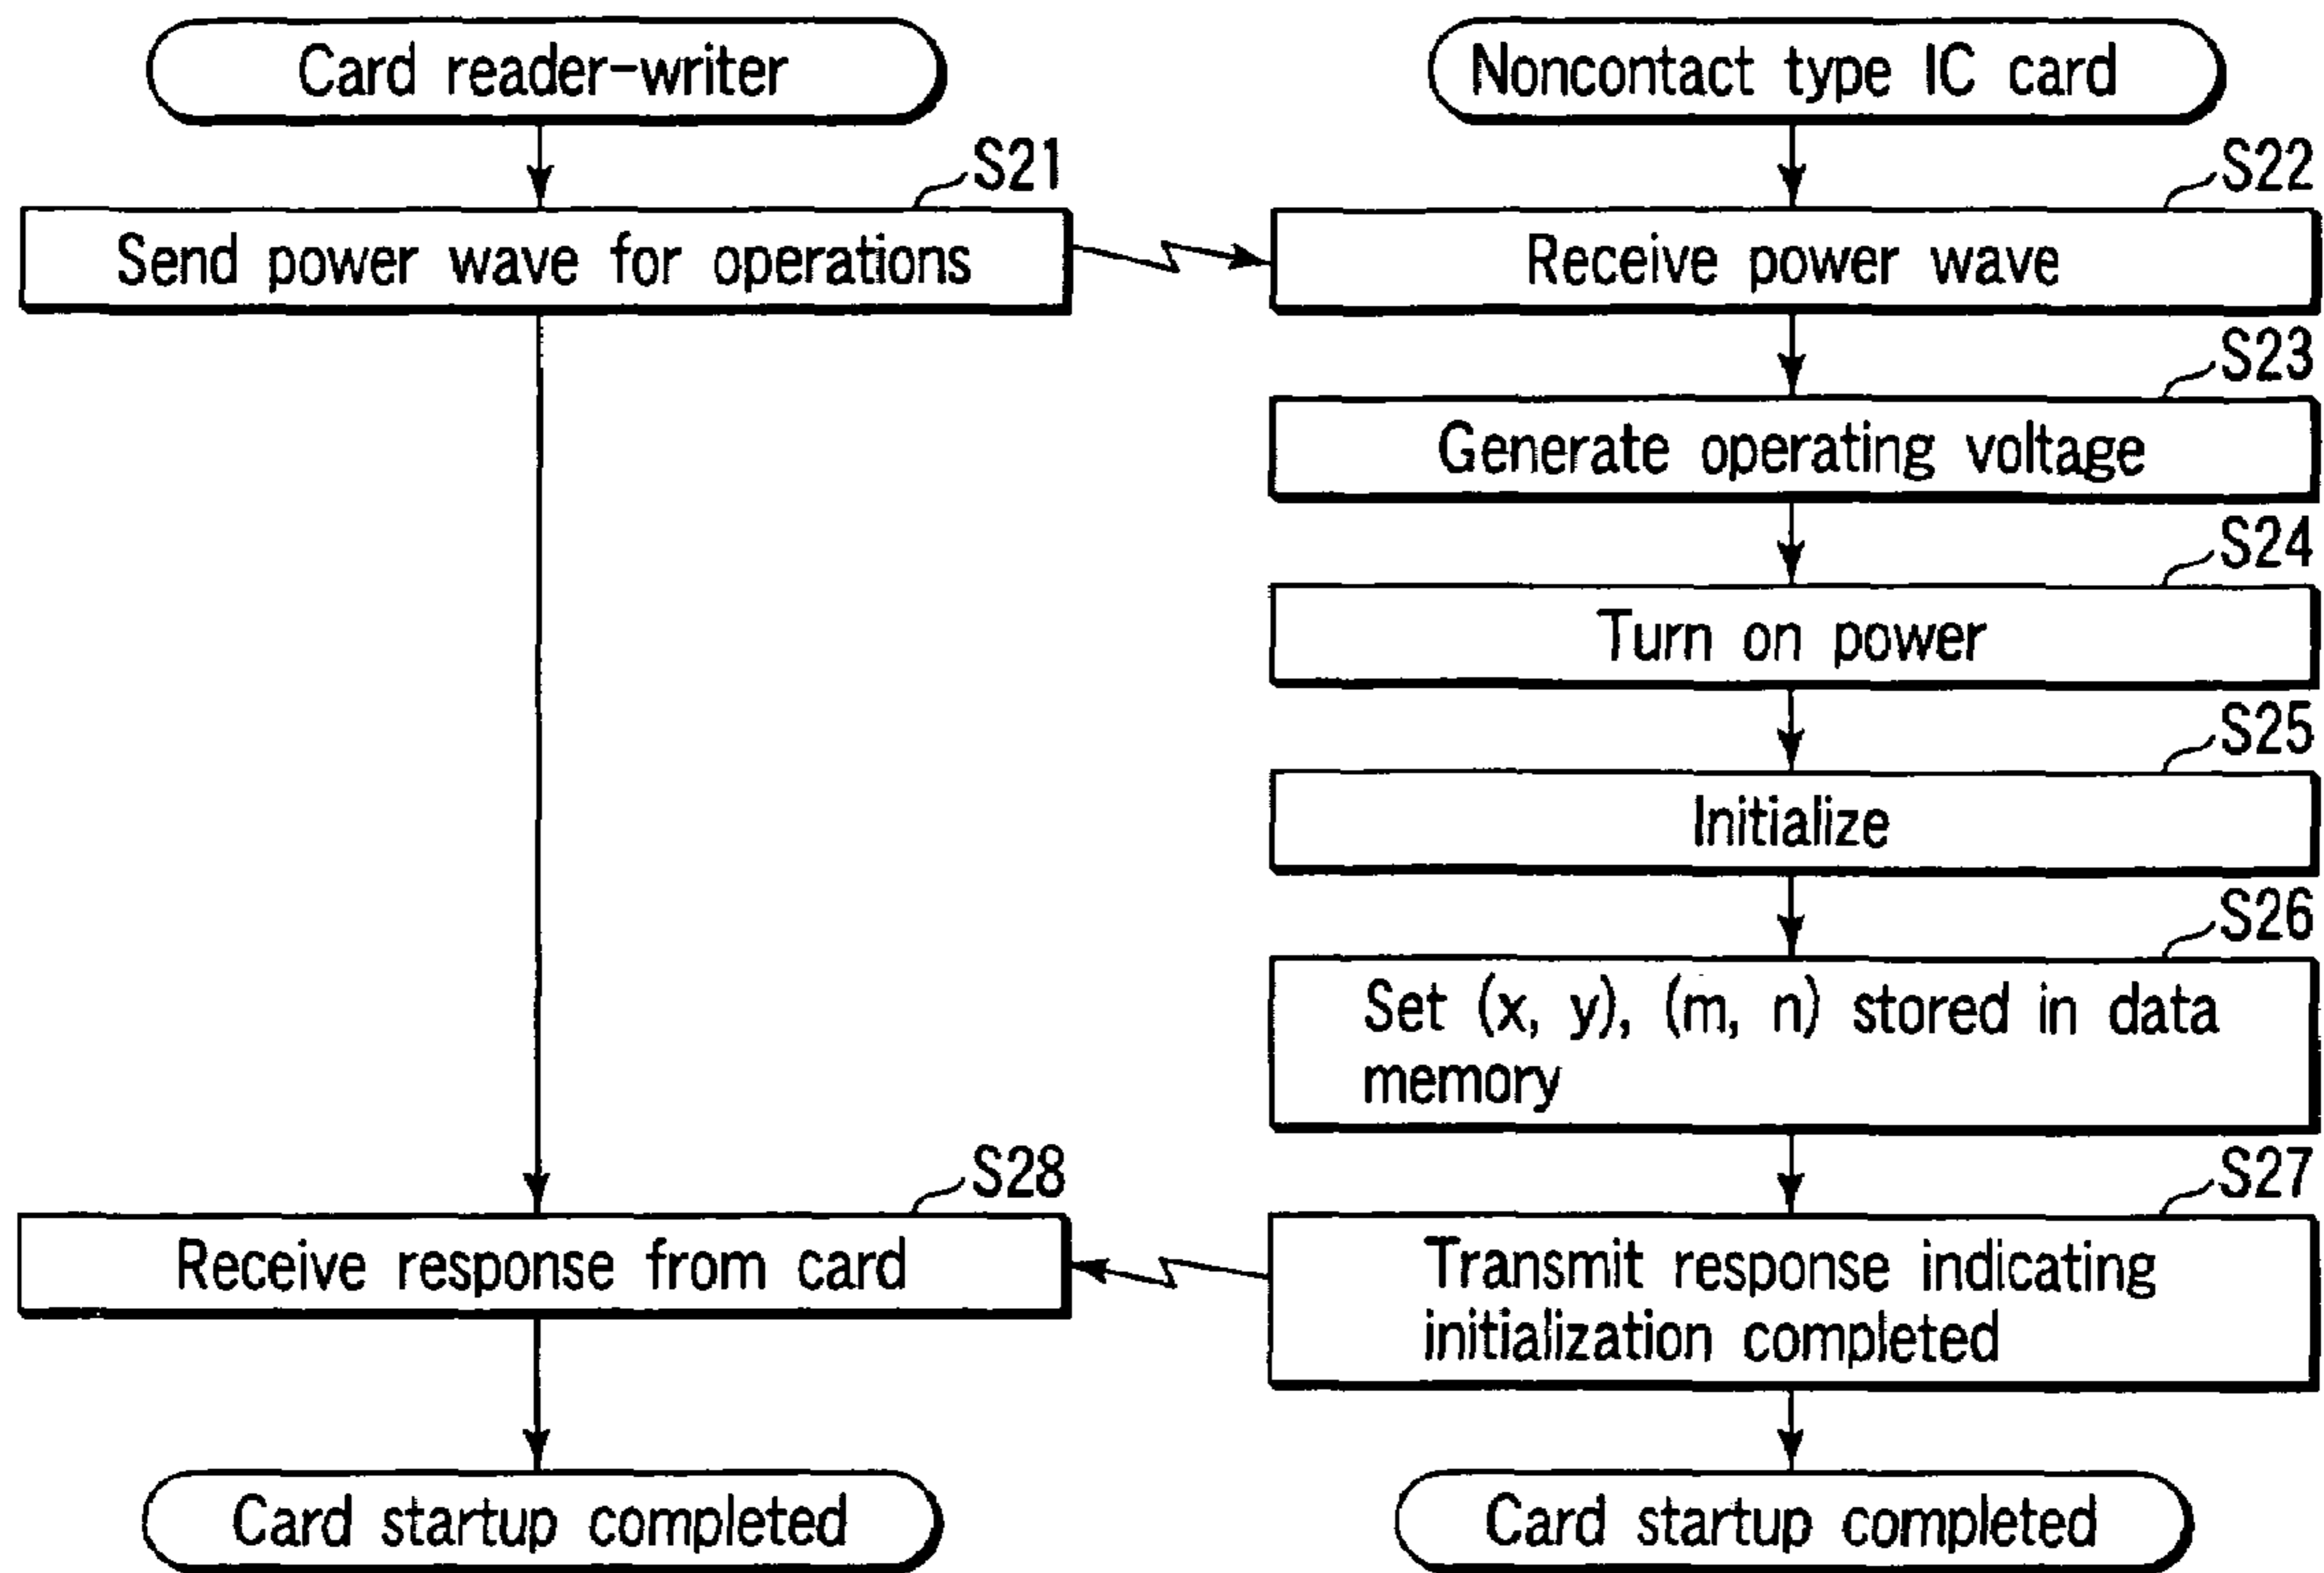 Card reader-writer
Noncontact type IC card
S21
S22
Send power wave for operations
Receive power wave
S23
Generate operating voltage
S24
Turn on power
S25
Initialize
S26
Set (x, y), (m, n) stored in data
memory
S28
S27
Receive response from card
Transmit response indicating
initialization completed
Card startup completed
Card startup completed